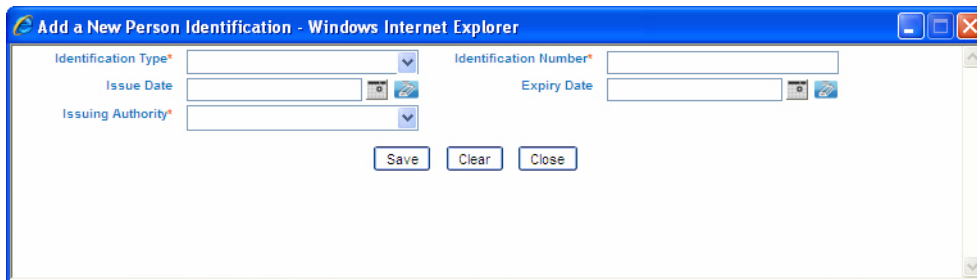 Add a New Person Identification - Windows Internet Explorer
Identification Type* Identification Number*
Issue Date Expiry Date
Issuing Authority*
Save Clear Close